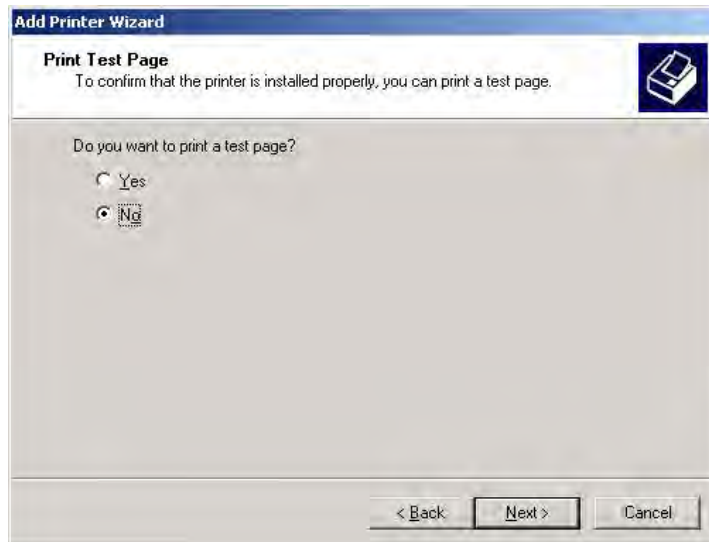 Add Printer Wizard
Print Test Page
To confirm that the printer is installed properly, you can print a test page.
Do you want to print a test page?
Yes
No
< Back
Next >
Cancel